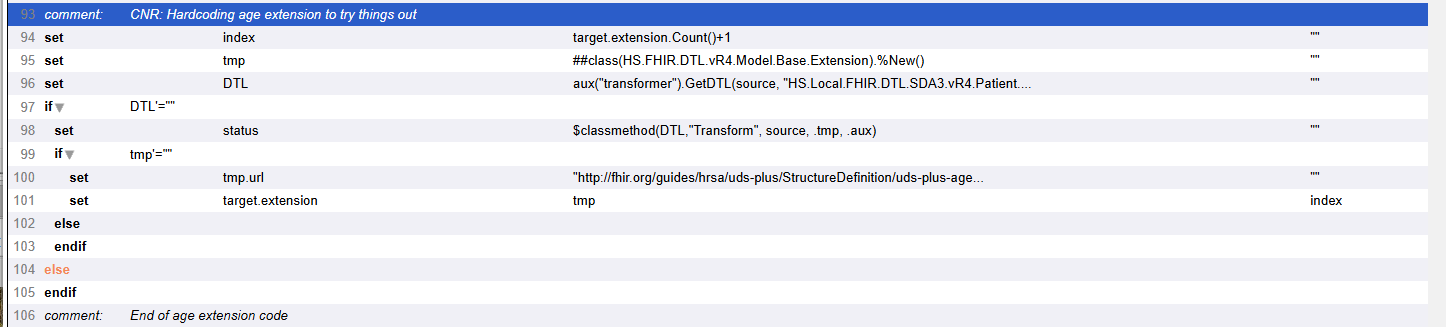 93 comment: CNR: Hardcoding age extension to try things out
94 set index target.extension.Count()+1 ""
95 set tmp ##class(HS.FHIR.DTL.vR4.Model.Base.Extension).%New() ""
96 set DTL aux("transformer").GetDTL(source, "HS.Local.FHIR.DTL.SDA3.vR4.Patient.... ""
97 if DTL'=""
98 set status $classmethod(DTL,"Transform", source, .tmp, .aux) ""
99 if tmp'=""
100 set tmp.url "http://fhir.org/guides/hrsa/uds-plus/StructureDefinition/uds-plus-age... ""
101 set target.extension tmp index
102 else
103 endif
104 else
105 endif
106 comment: End of age extension code